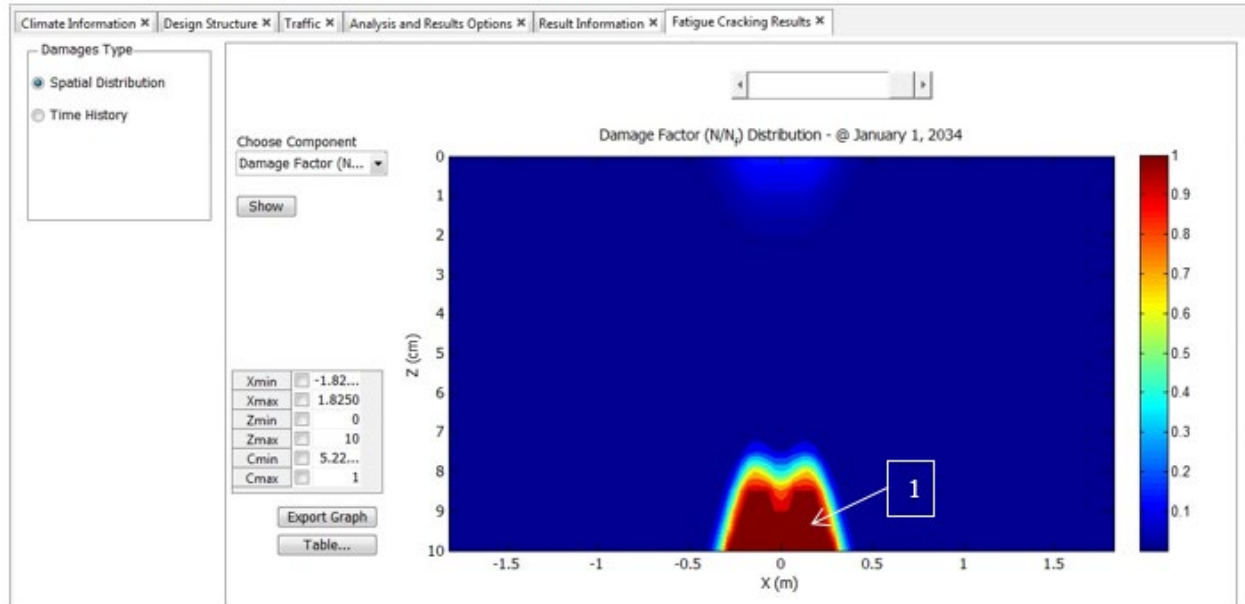 Climate Information × Design Structure × Traffic × Analysis and Results Options × Result Information × Fatigue Cracking Results ×
Damages Type
Spatial Distribution
Time History
Choose Component
Damage Factor (N...
Show
Damage Factor (N/Nf) Distribution - @ January 1, 2034
0
1
2
3
4
5
6
7
8
9
10
Z (cm)
-1.5 -1 -0.5 0 0.5 1 1.5
X (m)
1
1
0.9
0.8
0.7
0.6
0.5
0.4
0.3
0.2
0.1
Xmin -1.82...
Xmax 1.8250
Zmin 0
Zmax 10
Cmin 5.22...
Cmax 1
Export Graph
Table...